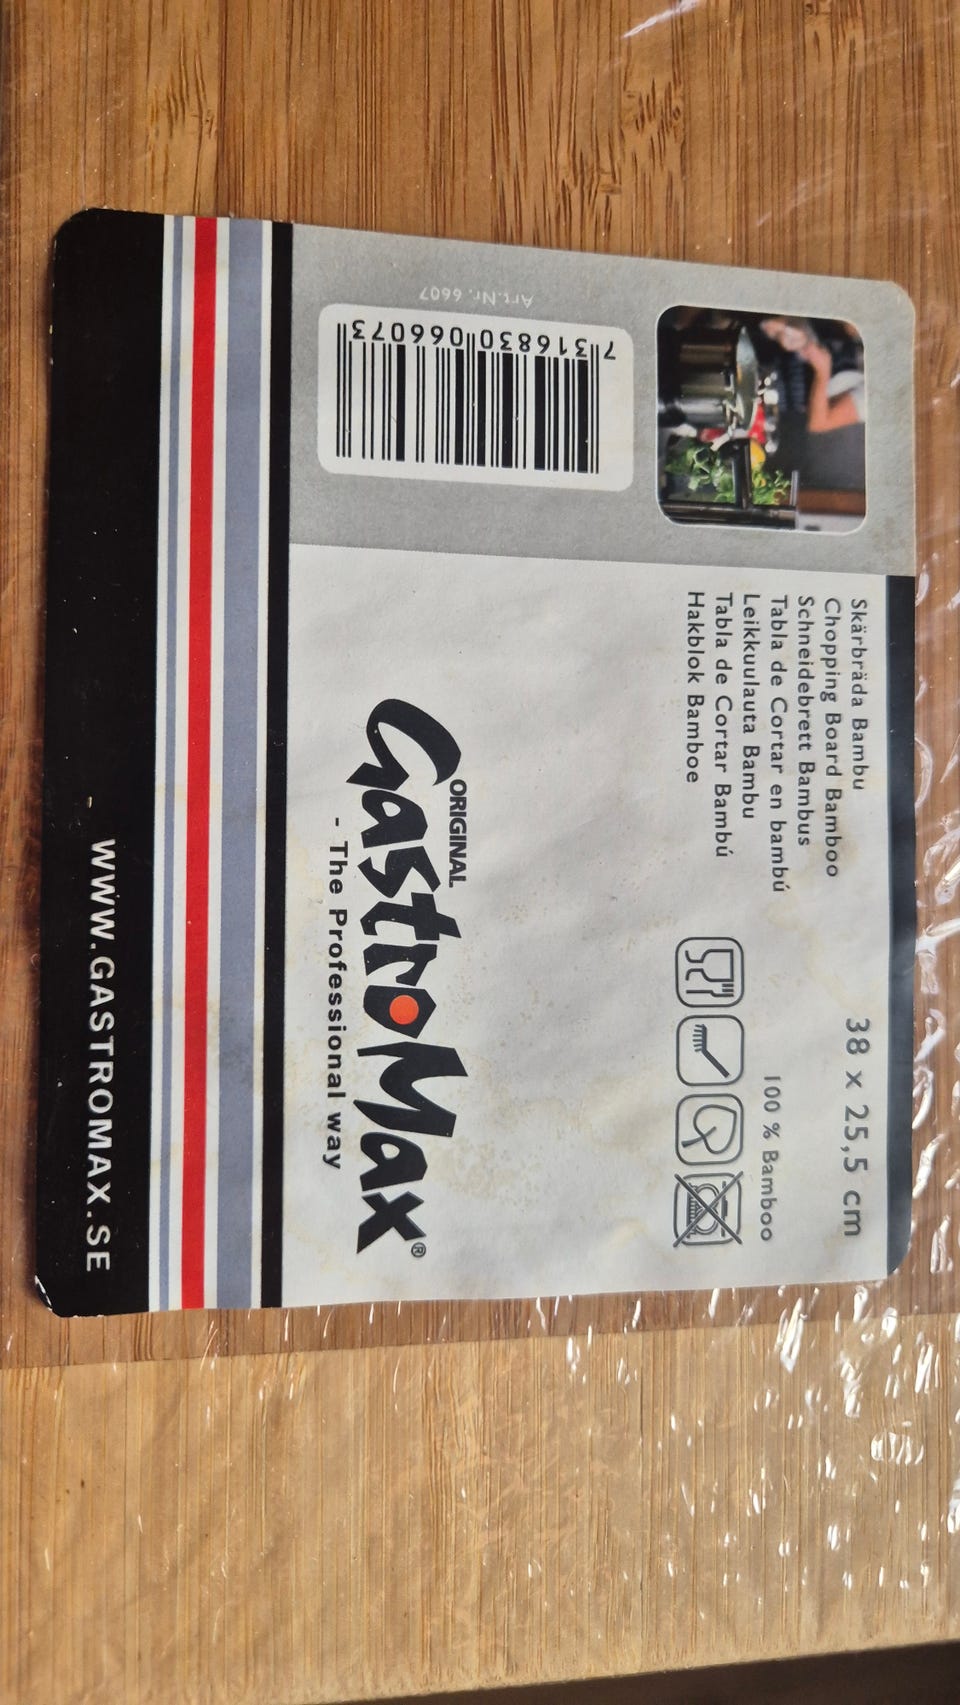 Skärbräda Bambu
Chopping Board Bamboo
Schneidebrett Bambus
Tabla de Cortar en bambú
Leikkuulauta Bambu
Tabla de Cortar Bambú
Hakblok Bamboe
38 x 25,5 cm
100 % Bamboo
Art.Nr. 6607
7 316830 066073
ORIGINAL
GastroMax®
- The Professional way
- WWW.GASTROMAX.SE